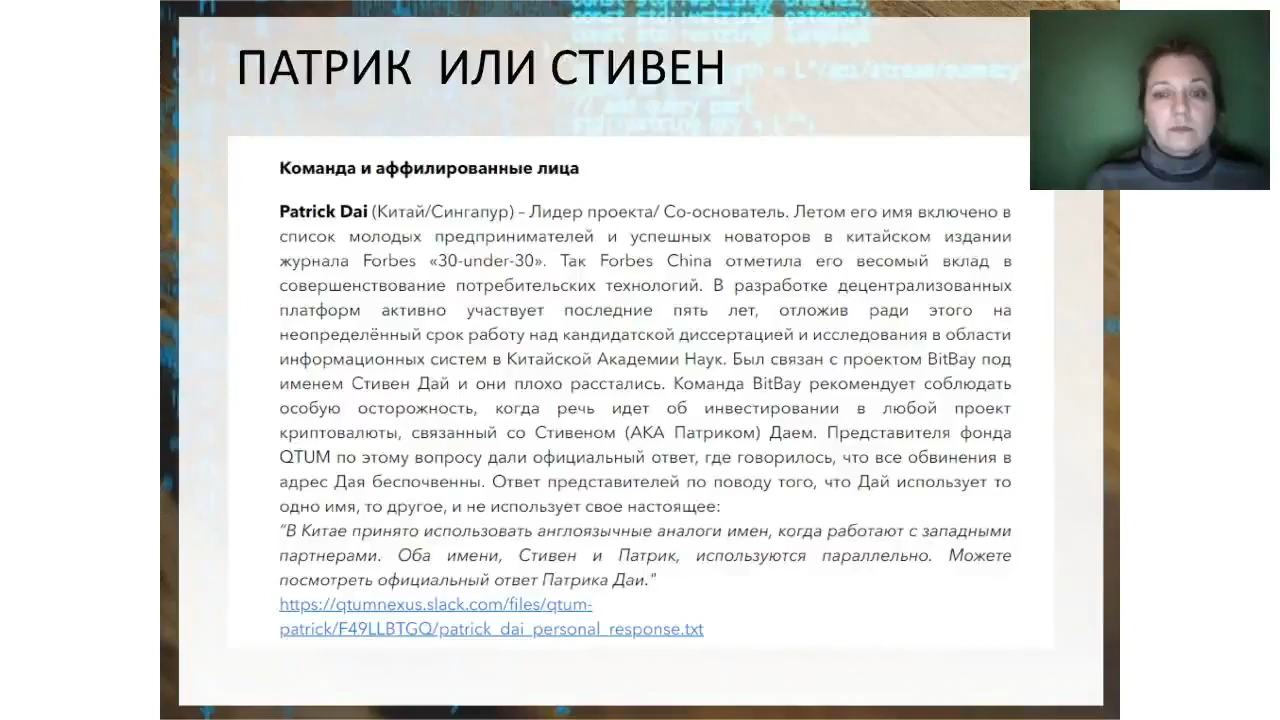 ПАТРИК ИЛИ СТИВЕН
Команда и аффилированные лица
Patrick Dai (Китай/Сингапур) – Лидер проекта/ Со-основатель. Летом его имя включено в
список молодых предпринимателей и успешных новаторов в китайском издании
журнала Forbes «30-under-30». Так Forbes China отметила его весомый вклад в
совершенствование потребительских технологий. В разработке децентрализованных
платформ активно участвует последние пять лет, отложив ради этого на
неопределённый срок работу над кандидатской диссертацией и исследования в области
информационных систем в Китайской Академии Наук. Был связан с проектом BitBay под
именем Стивен Дай и они плохо расстались. Команда BitBay рекомендует соблюдать
особую осторожность, когда речь идет об инвестировании в любой проект
криптовалюты, связанный со Стивеном (АКА Патриком) Даем. Представителя фонда
QTUM по этому вопросу дали официальный ответ, где говорилось, что все обвинения в
адрес Дая беспочвенны. Ответ представителей по поводу того, что Дай использует то
одно имя, то другое, и не использует свое настоящее:
"В Китае принято использовать англоязычные аналоги имен, когда работают с западными
партнерами. Оба имени, Стивен и Патрик, используются параллельно. Можете
посмотреть официальный ответ Патрика Даи."
https://qtumnexus.slack.com/files/qtum-
patrick/F49LLBTGQ/patrick_dai_personal_response.txt